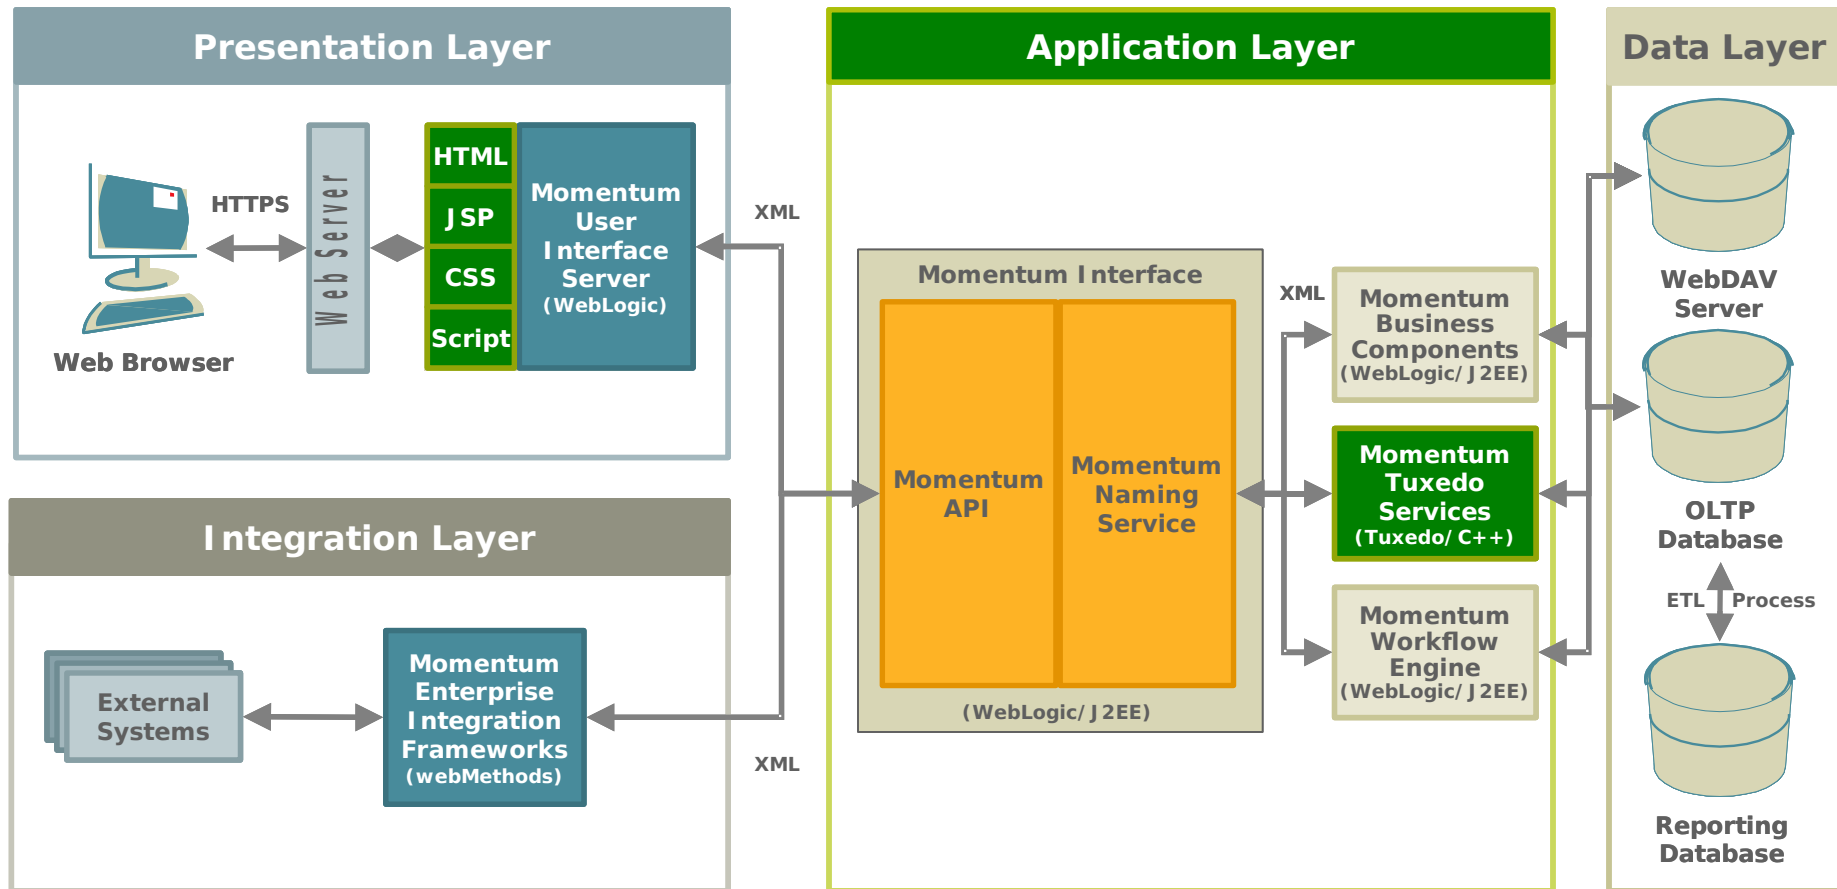 Presentation Layer
HTTPS
Web Browser
Web Server
HTML
JSP
CSS
Script
Momentum
User
Interface
Server
(WebLogic)
XML
Integration Layer
External
Systems
Momentum
Enterprise
Integration
Frameworks
(webMethods)
XML
Application Layer
Momentum Interface
Momentum
API
Momentum
Naming
Service
(WebLogic/J2EE)
XML
Momentum
Business
Components
(WebLogic/J2EE)
Momentum
Tuxedo
Services
(Tuxedo/C++)
Momentum
Workflow
Engine
(WebLogic/J2EE)
Data Layer
WebDAV
Server
OLTP
Database
ETL Process
Reporting
Database